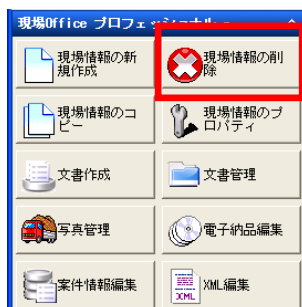 現場Office プロフェッショナル
現場情報の新
規作成
現場情報の削
除
現場情報のコ
ピー
現場情報のプ
ロパティ
文書作成
文書管理
写真管理
電子納品編集
案件情報編集
XML
XML編集